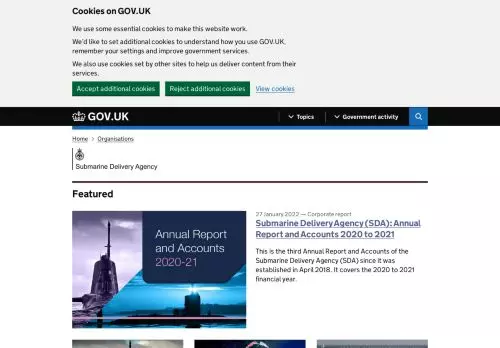 Cookies on GOV.UK
We use some essential cookies to make this website work.
We'd like to set additional cookies to understand how you use GOV.UK,
remember your settings and improve government services.
We also use cookies set by other sites to help us deliver content from their
services.
Accept additional cookies Reject additional cookies View cookies
GOV.UK Topics Government activity
Home Organisations
Submarine Delivery Agency
Featured
27 January 2022 — Corporate report
Submarine Delivery Agency (SDA): Annual
Report and Accounts 2020 to 2021
Annual Report
and Accounts
2020-21
This is the third Annual Report and Accounts of the
Submarine Delivery Agency (SDA) since it was
established in April 2018. It covers the 2020 to 2021
financial year.